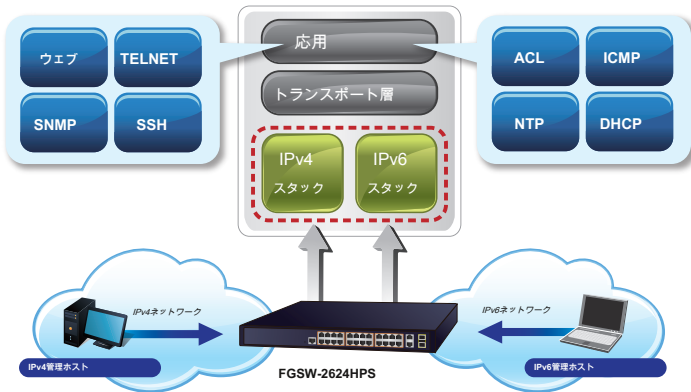 ウェブ
TELNET
SNMP
SSH
応用
トランスポート層
IPv4
スタック
IPv6
スタック
ACL
ICMP
NTP
DHCP
IPv4ネットワーク
IPv6ネットワーク
IPv4管理ホスト
FGSW-2624HPS
IPv6管理ホスト